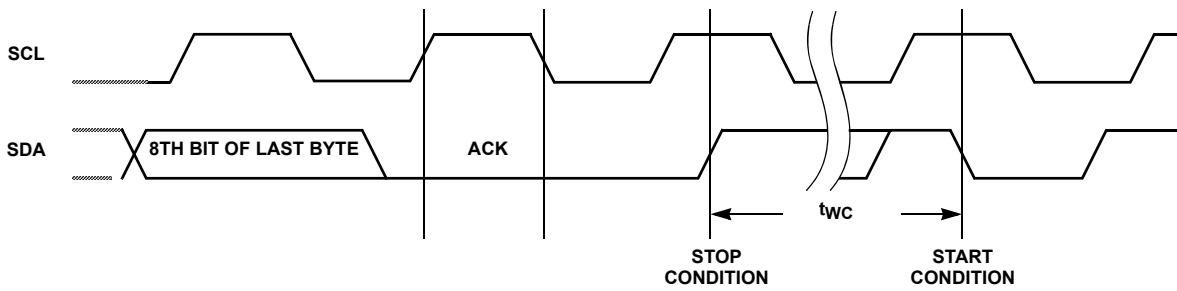 SCL
SDA
8TH BIT OF LAST BYTE
ACK
tWC
STOP
CONDITION
START
CONDITION